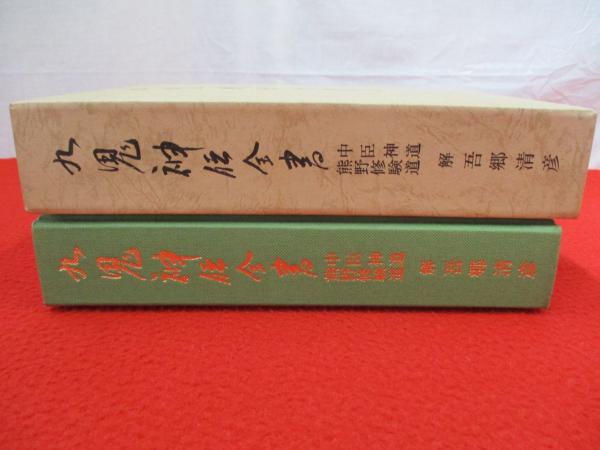 九鬼神伝全書
中臣神道
熊野修験道
解 吾郷清彦
九鬼神伝全書
中臣神道
熊野修験道
解 吾郷清彦